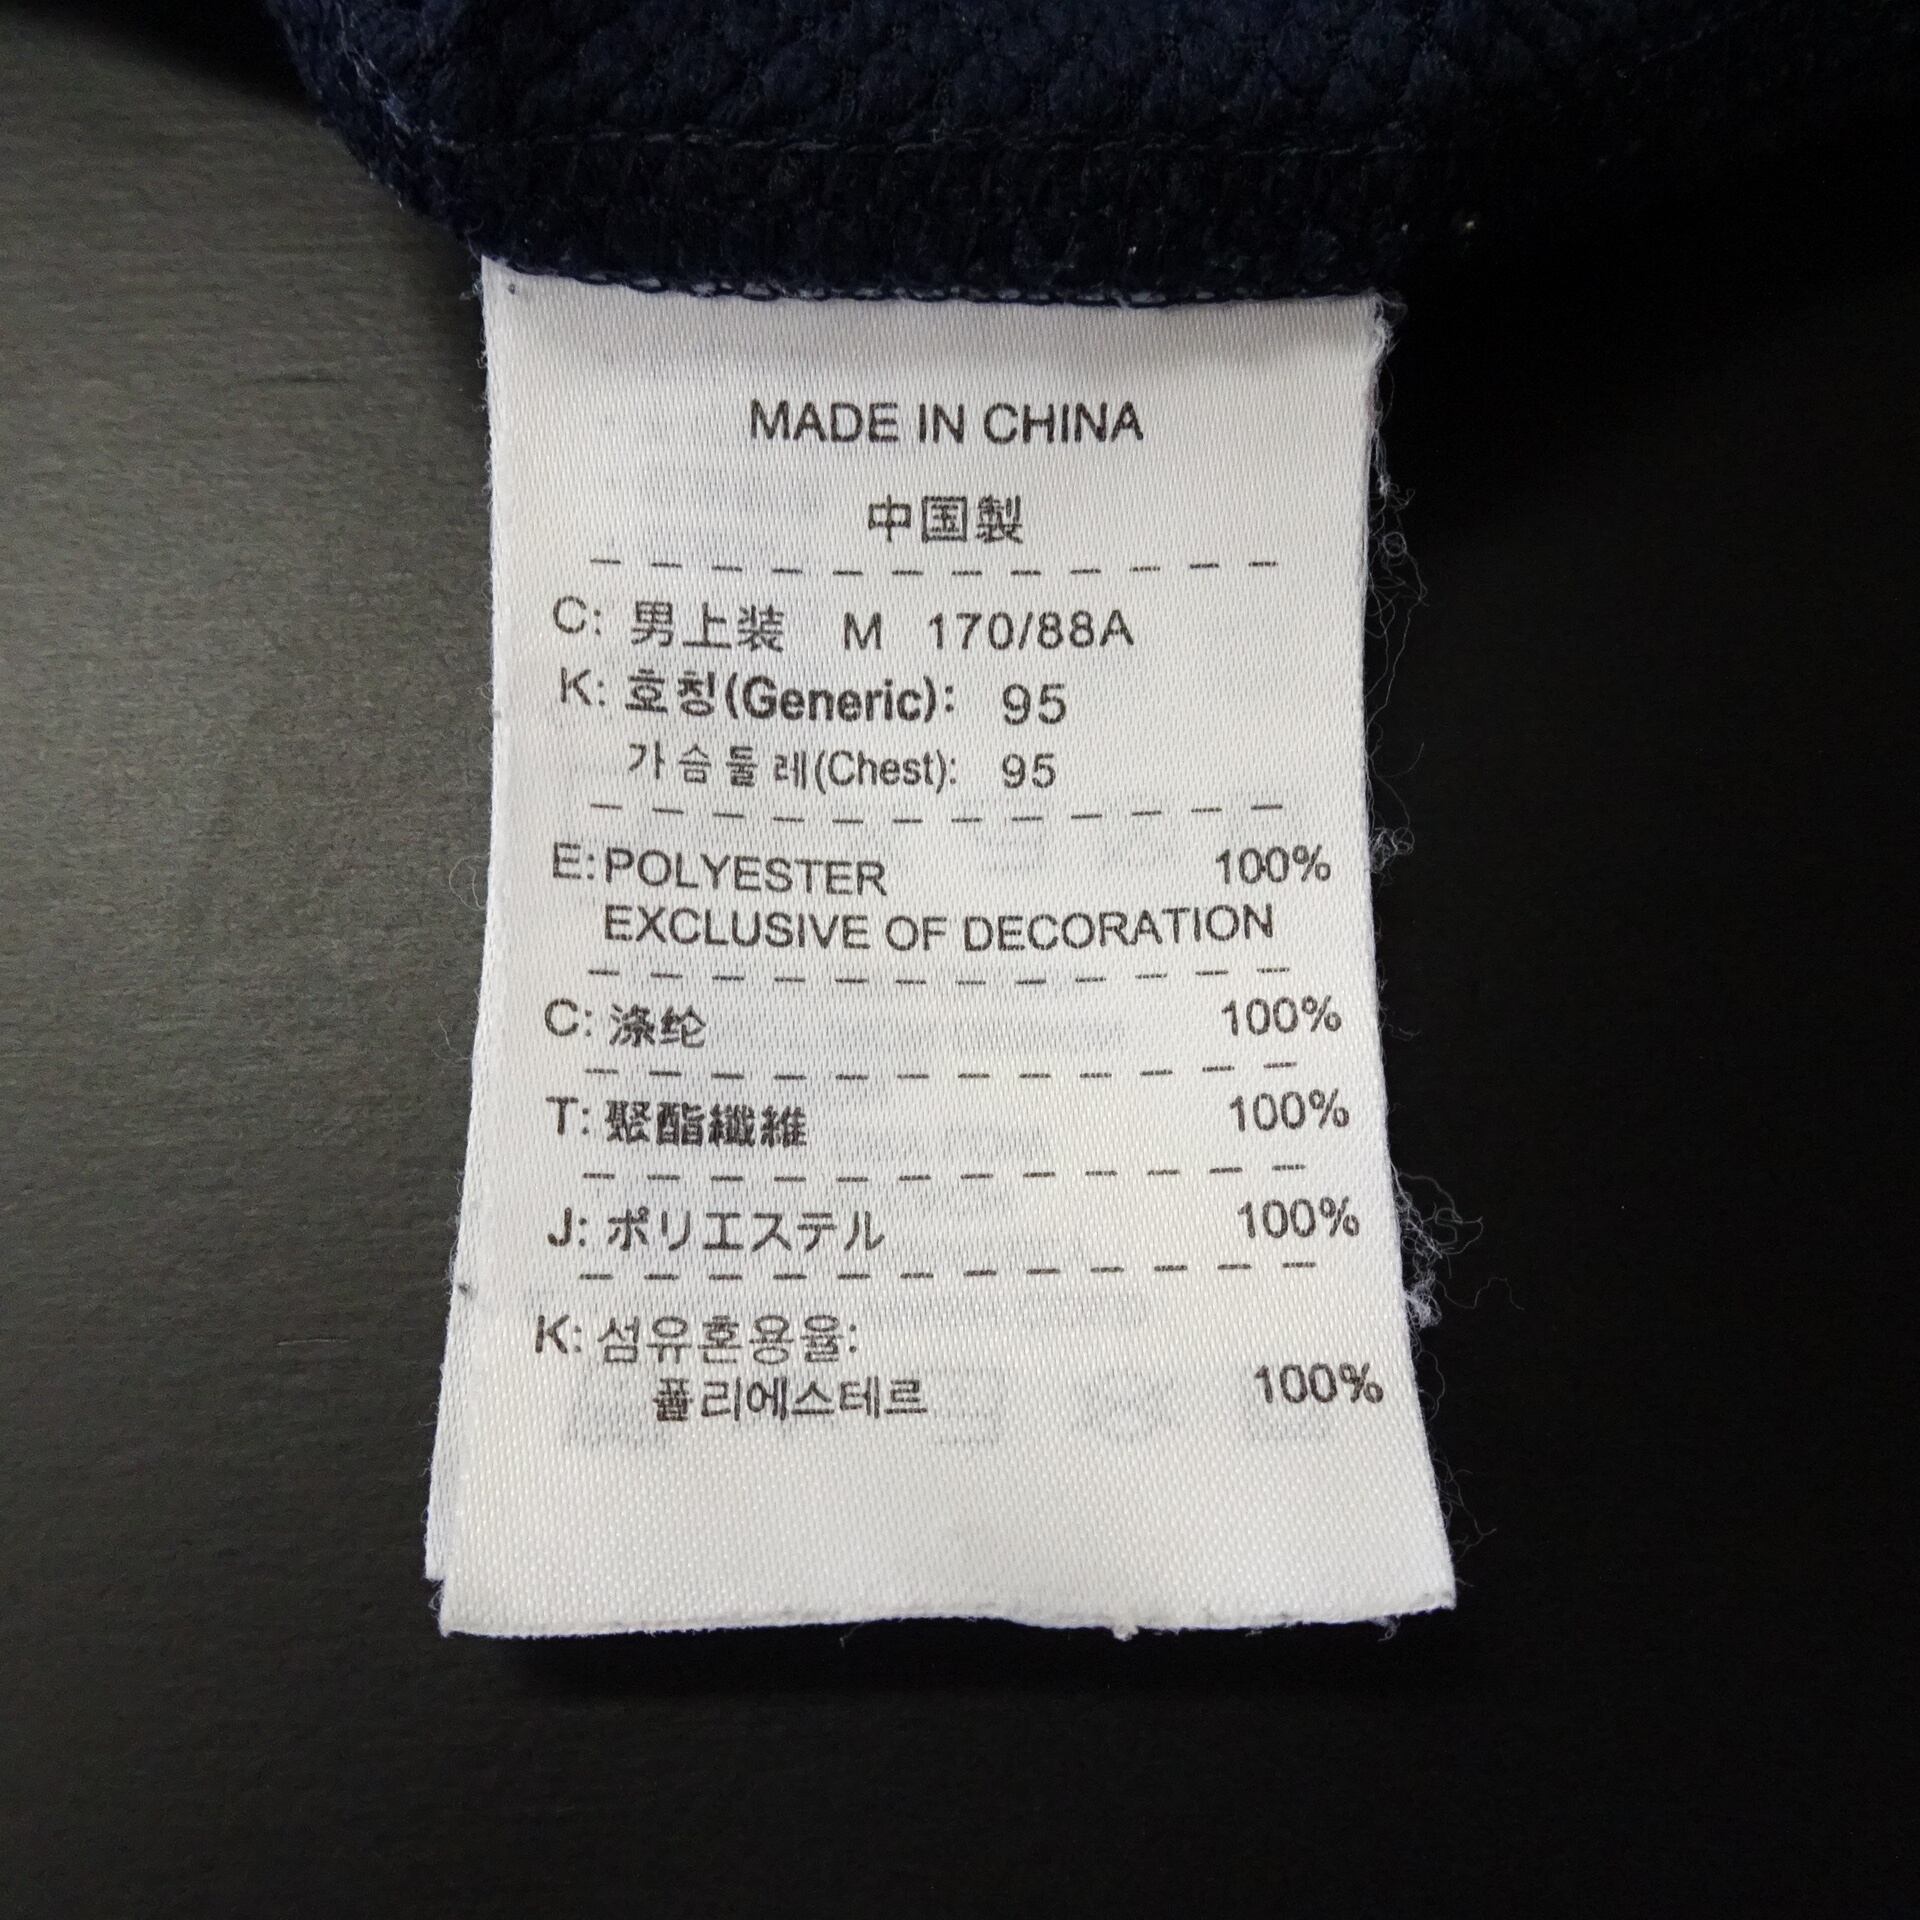 MADE IN CHINA
中国製
C: 男上装 M 170/88A
K: 호칭(Generic): 95
가슴둘레(Chest): 95
E: POLYESTER 100%
EXCLUSIVE OF DECORATION
C: 涤纶 100%
T: 聚酯纖維 100%
J: ポリエステル 100%
K: 섬유혼용율:
폴리에스테르 100%